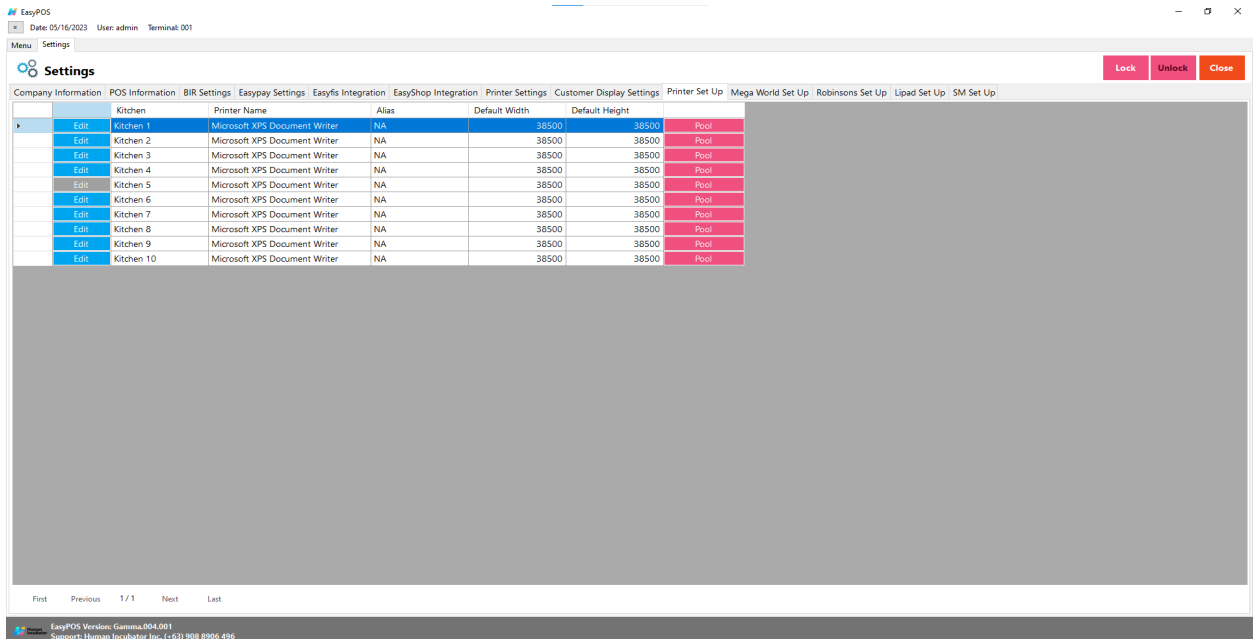 EasyPOS
Date: 05/16/2023 User: admin Terminal: 001
Menu Settings
Settings Lock Unlock Close
Company Information POS Information BIR Settings Easypay Settings Easyfis Integration EasyShop Integration Printer Settings Customer Display Settings Printer Set Up Mega World Set Up Robinsons Set Up Lipad Set Up SM Set Up
Kitchen Printer Name Alias Default Width Default Height
Edit Kitchen 1 Microsoft XPS Document Writer NA 38500 38500 Pool
Edit Kitchen 2 Microsoft XPS Document Writer NA 38500 38500 Pool
Edit Kitchen 3 Microsoft XPS Document Writer NA 38500 38500 Pool
Edit Kitchen 4 Microsoft XPS Document Writer NA 38500 38500 Pool
Edit Kitchen 5 Microsoft XPS Document Writer NA 38500 38500 Pool
Edit Kitchen 6 Microsoft XPS Document Writer NA 38500 38500 Pool
Edit Kitchen 7 Microsoft XPS Document Writer NA 38500 38500 Pool
Edit Kitchen 8 Microsoft XPS Document Writer NA 38500 38500 Pool
Edit Kitchen 9 Microsoft XPS Document Writer NA 38500 38500 Pool
Edit Kitchen 10 Microsoft XPS Document Writer NA 38500 38500 Pool
First Previous 1 / 1 Next Last
Human Incubator
EasyPOS Version: Gamma.004.001
Support: Human Incubator Inc. (+63) 908 8906 496